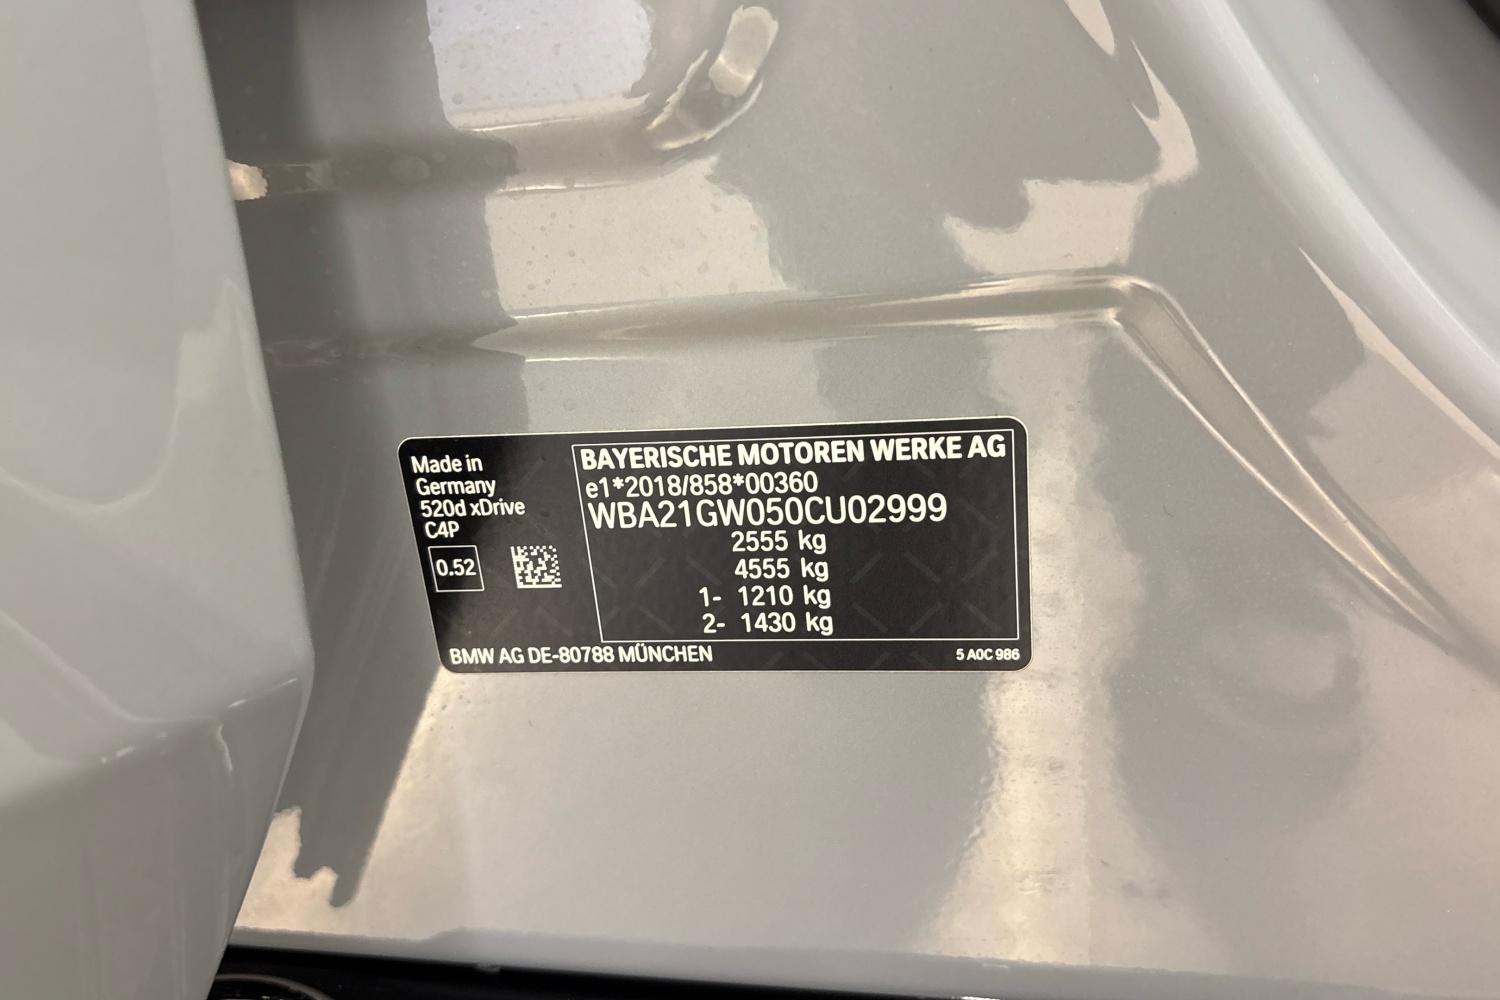 Made in
Germany
520d xDrive
C4P
0.52
BAYERISCHE MOTOREN WERKE AG
e1*2018/858*00360
WBA21GW050CU02999
2555 kg
4555 kg
1- 1210 kg
2- 1430 kg
BMW AG DE-80788 MÜNCHEN
5 A0C 986